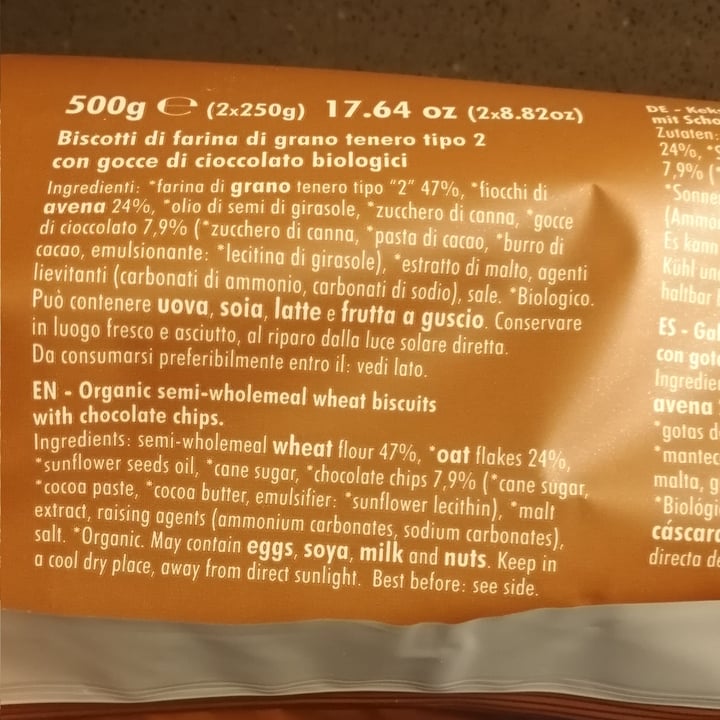 500g ℮ (2x250g) 17.64 oz (2x8.82oz)
Biscotti di farina di grano tenero tipo 2
con gocce di cioccolato biologici
Ingredienti: *farina di grano tenero tipo "2" 47%, *fiocchi di
avena 24%, *olio di semi di girasole, *zucchero di canna, *gocce
di cioccolato 7,9% (*zucchero di canna, *pasta di cacao, *burro di
cacao, emulsionante: *lecitina di girasole), *estratto di malto, agenti
lievitanti (carbonati di ammonio, carbonati di sodio), sale. *Biologico.
Può contenere uova, soia, latte e frutta a guscio. Conservare
in luogo fresco e asciutto, al riparo dalla luce solare diretta.
Da consumarsi preferibilmente entro il: vedi lato.
EN - Organic semi-wholemeal wheat biscuits
with chocolate chips.
Ingredients: semi-wholemeal wheat flour 47%, *oat flakes 24%,
*sunflower seeds oil, *cane sugar, *chocolate chips 7,9% (*cane sugar,
*cocoa paste, *cocoa butter, emulsifier: *sunflower lecithin), *malt
extract, raising agents (ammonium carbonates, sodium carbonates),
salt. *Organic. May contain eggs, soya, milk and nuts. Keep in
a cool dry place, away from direct sunlight. Best before: see side.
DE -
mit
Zutaten:
24%,
7,9% (*
Es
Kühl
haltbar
ES -
con
avena
*gotas
malta,
directa